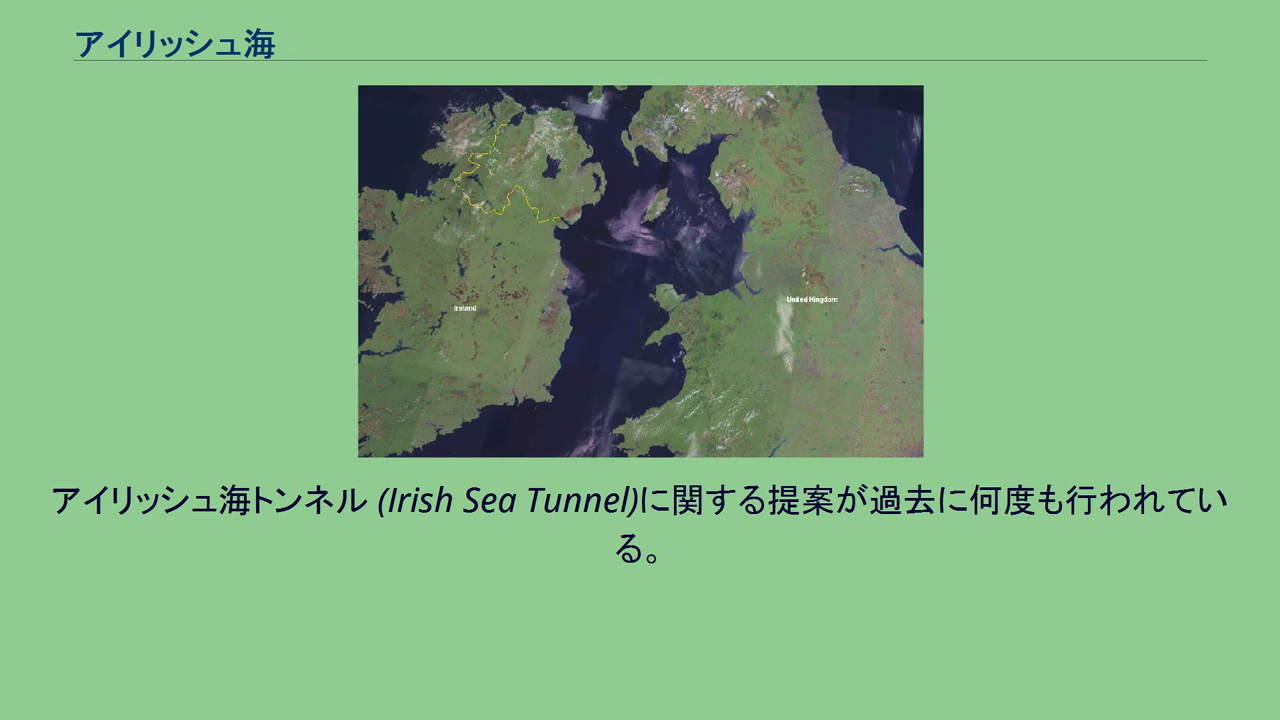 アイリッシュ海
Ireland
United Kingdom
アイリッシュ海トンネル (Irish Sea Tunnel)に関する提案が過去に何度も行われてい
る。